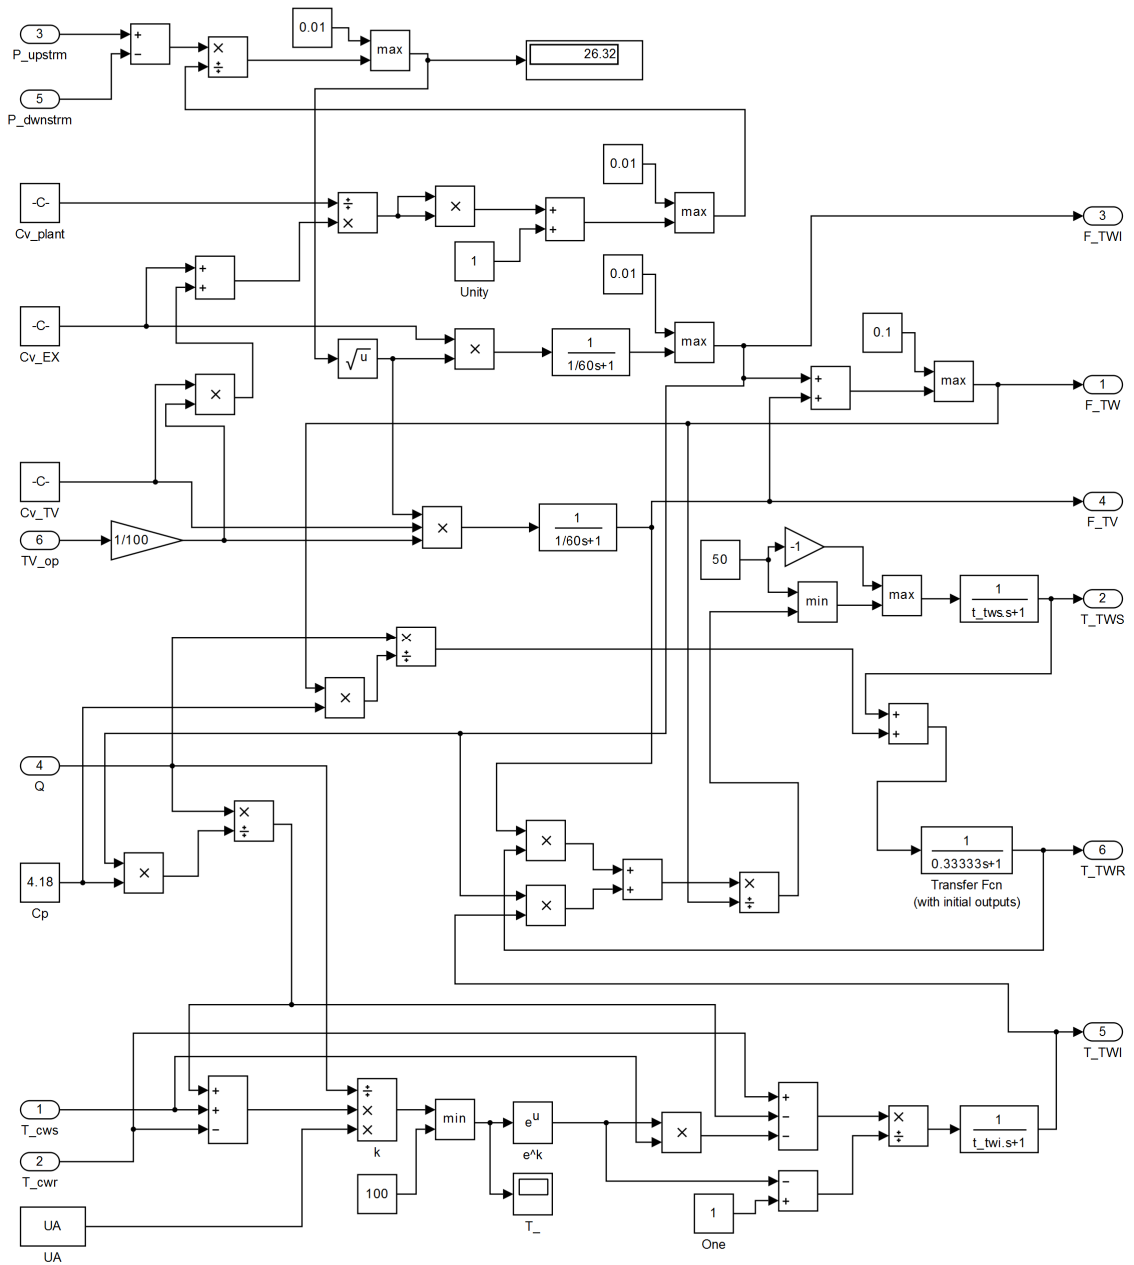 3
P_upstrm
+
−
×
÷
0.01
max
26.32
5
P_dwnstrm
0.01
max
-C-
Cv_plant
÷
×
×
+
+
1
Unity
3
F_TWI
+
+
0.01
max
-C-
Cv_EX
√u
×
1
1/60s+1
0.1
max
+
+
1
F_TW
×
-C-
Cv_TV
6
TV_op
1/100
×
1
1/60s+1
4
F_TV
50
-1
min
max
1
t_tws.s+1
2
T_TWS
×
÷
×
+
+
4
Q
×
÷
4.18
Cp
×
×
×
+
+
×
÷
1
0.33333s+1
Transfer Fcn
(with initial outputs)
6
T_TWR
5
T_TWI
1
T_cws
2
T_cwr
+
+
−
÷
×
×
k
min
100
eu
e^k
T_
×
+
−
−
×
÷
1
t_twi.s+1
−
+
1
One
UA
UA